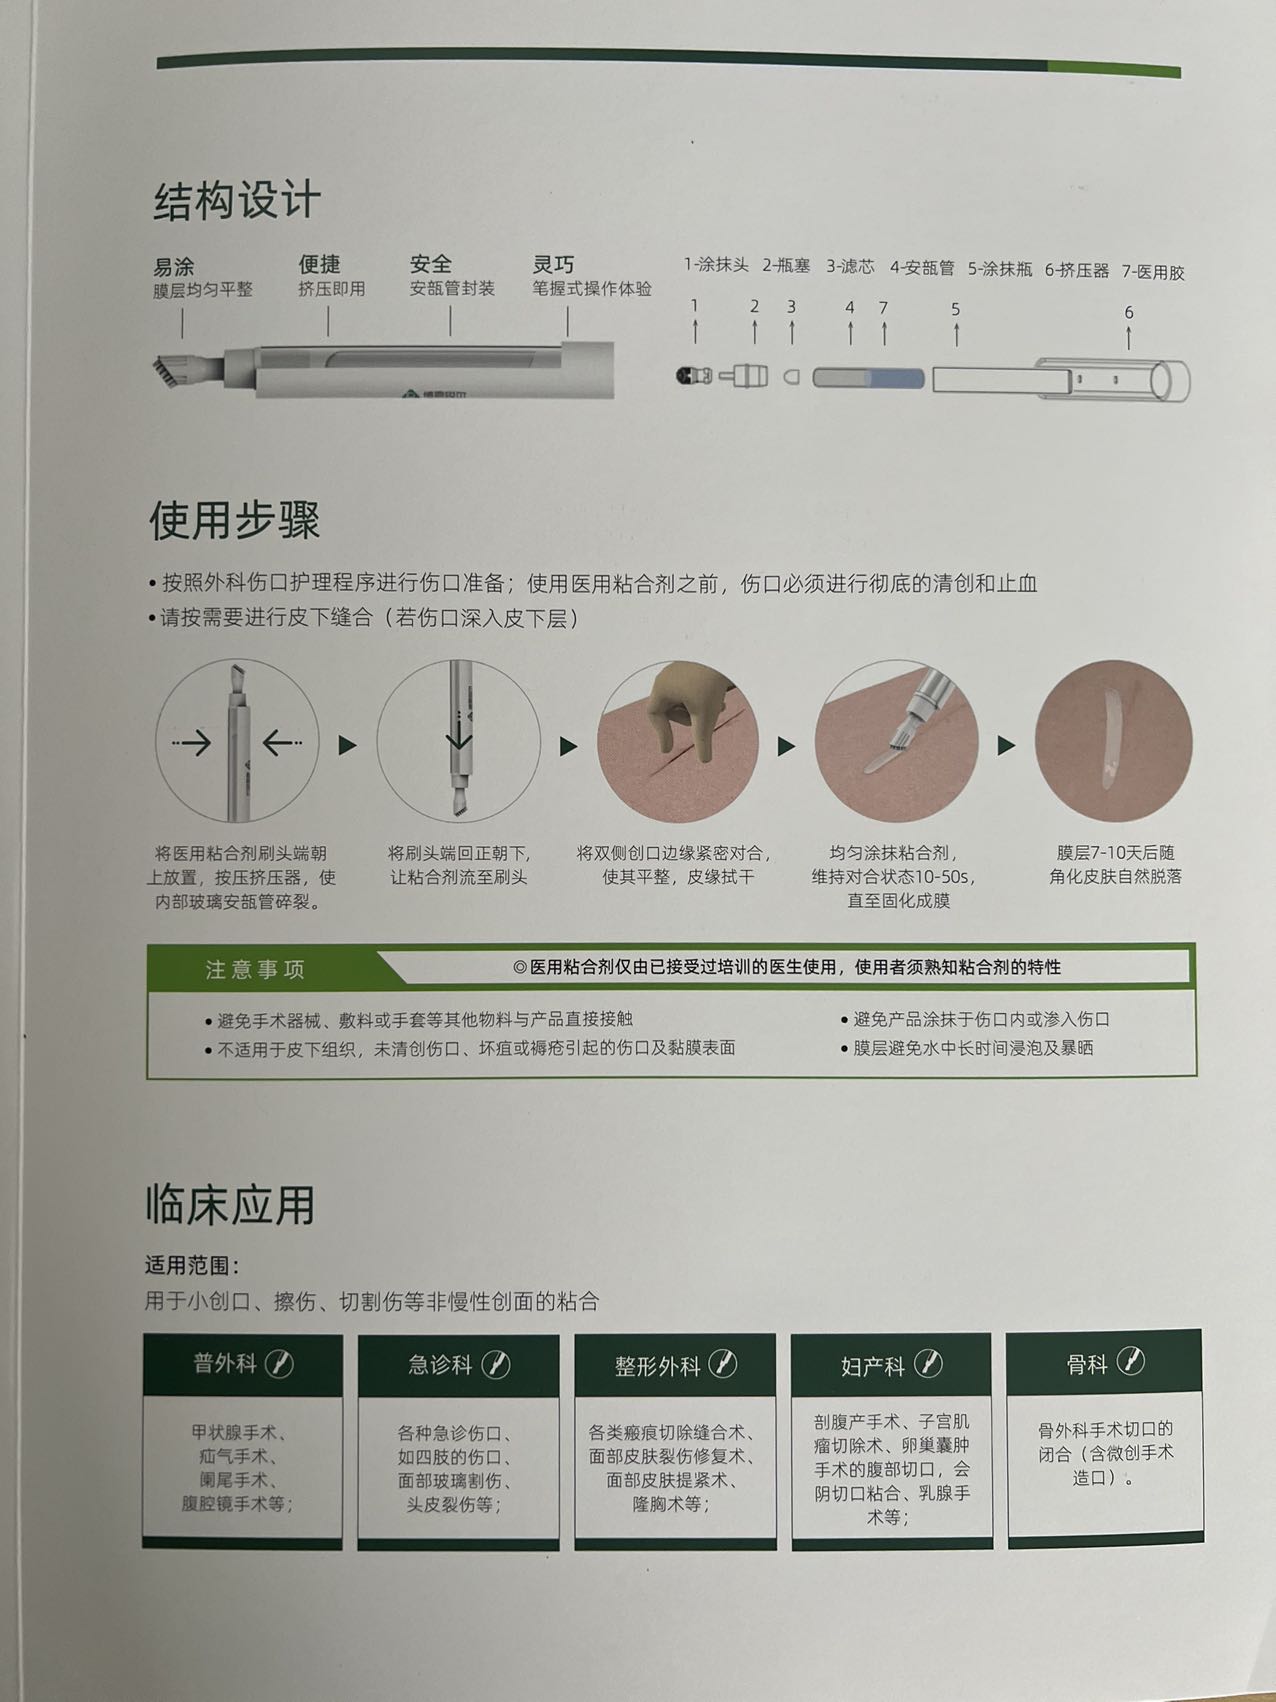 结构设计
易涂
膜层均匀平整
便捷
挤压即用
安全
安瓿管封装
灵巧
笔握式操作体验
1-涂抹头 2-瓶塞 3-滤芯 4-安瓿管 5-涂抹瓶 6-挤压器 7-医用胶
1 2 3 4 7 5 6
使用步骤
• 按照外科伤口护理程序进行伤口准备；使用医用粘合剂之前，伤口必须进行彻底的清创和止血
• 请按需要进行皮下缝合（若伤口深入皮下层）
将医用粘合剂刷头端朝
上放置，按压挤压器，使
内部玻璃安瓿管碎裂。
将刷头端回正朝下，
让粘合剂流至刷头
将双侧创口边缘紧密对合，
使其平整，皮缘拭干
均匀涂抹粘合剂，
维持对合状态10-50s，
直至固化成膜
膜层7-10天后随
角化皮肤自然脱落
注意事项
◎医用粘合剂仅由已接受过培训的医生使用，使用者须熟知粘合剂的特性
• 避免手术器械、敷料或手套等其他物料与产品直接接触
• 不适用于皮下组织，未清创伤口、坏疽或褥疮引起的伤口及黏膜表面
• 避免产品涂抹于伤口内或渗入伤口
• 膜层避免水中长时间浸泡及暴晒
临床应用
适用范围：
用于小创口、擦伤、切割伤等非慢性创面的粘合
普外科
甲状腺手术、
疝气手术、
阑尾手术、
腹腔镜手术等；
急诊科
各种急诊伤口、
如四肢的伤口、
面部玻璃割伤、
头皮裂伤等；
整形外科
各类瘢痕切除缝合术、
面部皮肤裂伤修复术、
面部皮肤提紧术、
隆胸术等；
妇产科
剖腹产手术、子宫肌
瘤切除术、卵巢囊肿
手术的腹部切口，会
阴切口粘合、乳腺手
术等；
骨科
骨外科手术切口的
闭合（含微创手术
造口）。